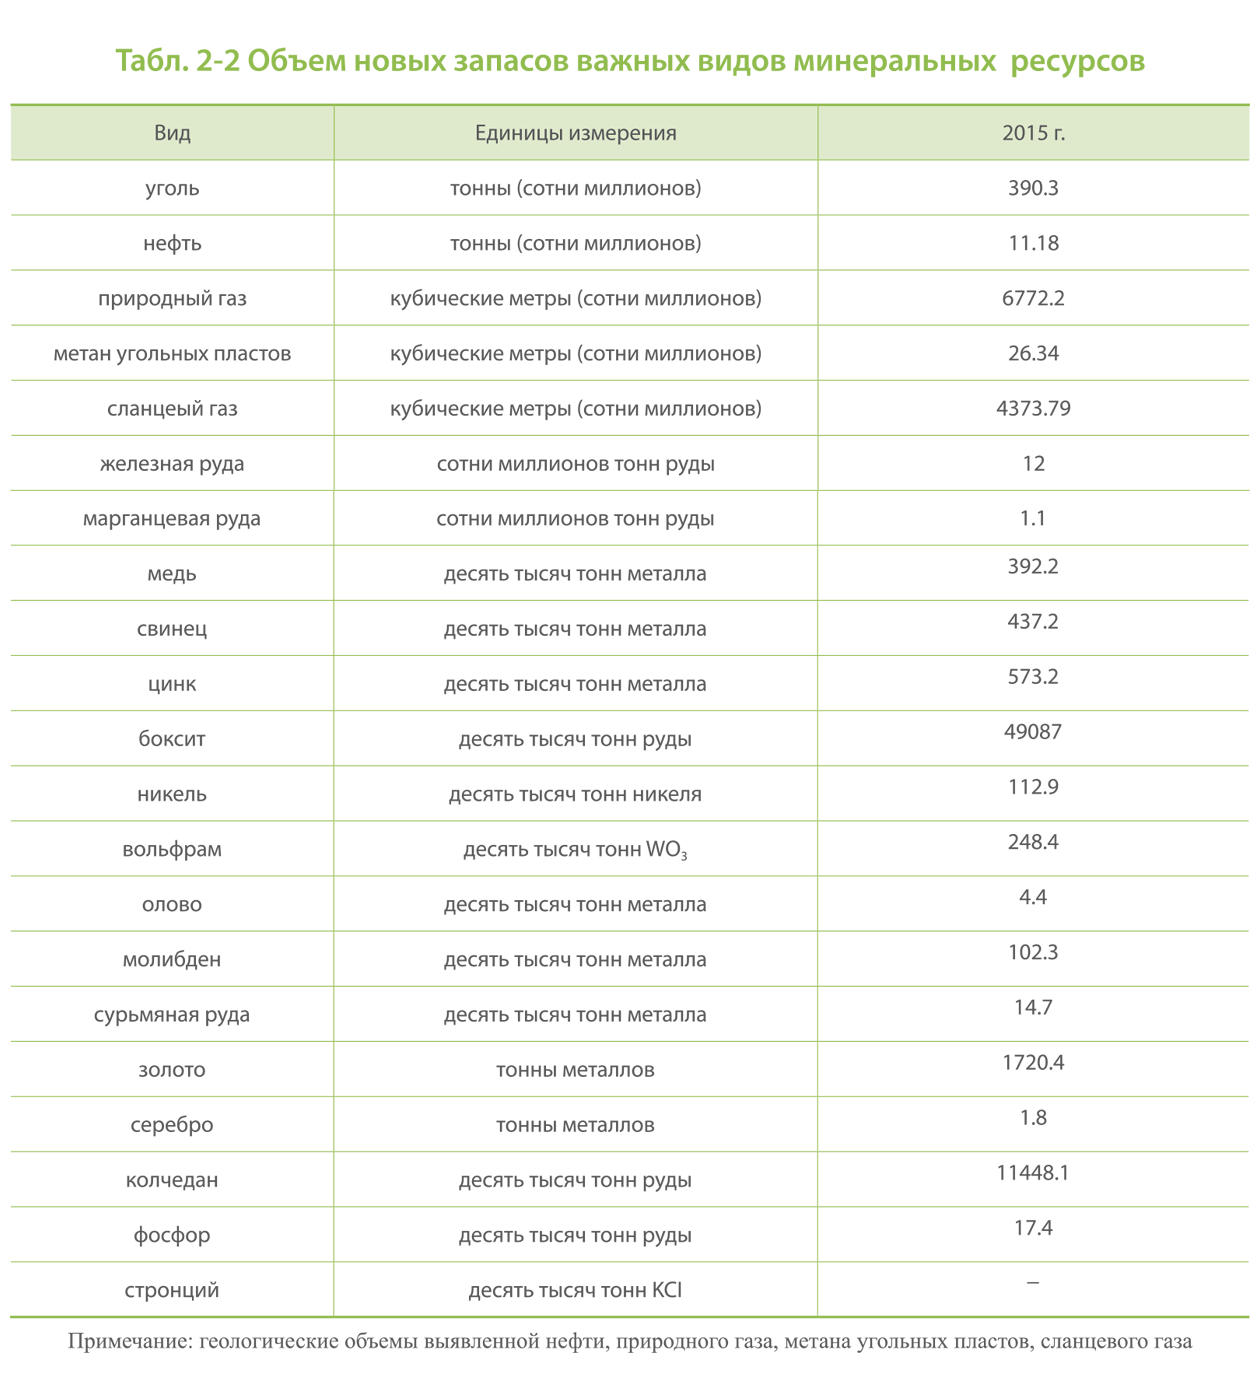 Табл. 2-2 Объем новых запасов важных видов минеральных ресурсов
Вид Единицы измерения 2015 г.
уголь тонны (сотни миллионов) 390.3
нефть тонны (сотни миллионов) 11.18
природный газ кубические метры (сотни миллионов) 6772.2
метан угольных пластов кубические метры (сотни миллионов) 26.34
сланцеый газ кубические метры (сотни миллионов) 4373.79
железная руда сотни миллионов тонн руды 12
марганцевая руда сотни миллионов тонн руды 1.1
медь десять тысяч тонн металла 392.2
свинец десять тысяч тонн металла 437.2
цинк десять тысяч тонн металла 573.2
боксит десять тысяч тонн руды 49087
никель десять тысяч тонн никеля 112.9
вольфрам десять тысяч тонн WO₃ 248.4
олово десять тысяч тонн металла 4.4
молибден десять тысяч тонн металла 102.3
сурьмяная руда десять тысяч тонн металла 14.7
золото тонны металлов 1720.4
серебро тонны металлов 1.8
колчедан десять тысяч тонн руды 11448.1
фосфор десять тысяч тонн руды 17.4
стронций десять тысяч тонн KCl –
Примечание: геологические объемы выявленной нефти, природного газа, метана угольных пластов, сланцевого газа